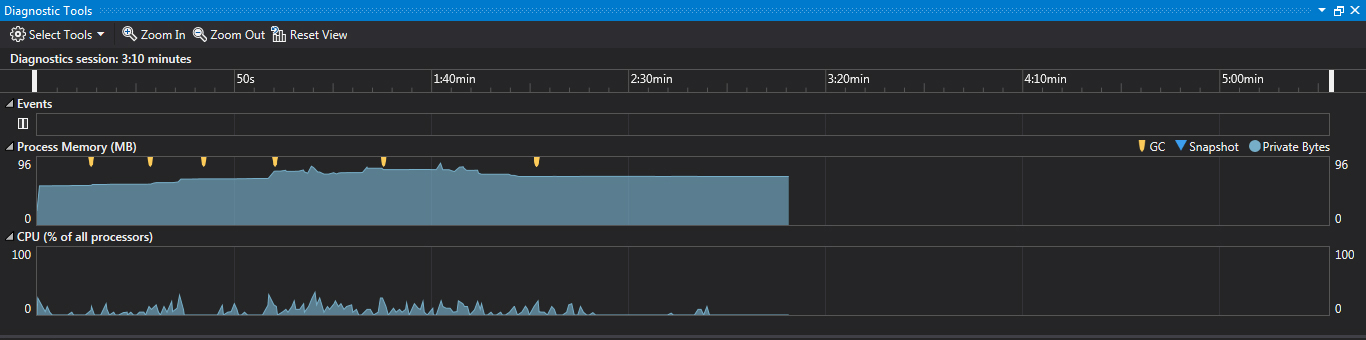 Diagnostic Tools
Select Tools Zoom In Zoom Out Reset View
Diagnostics session: 3:10 minutes
50s 1:40min 2:30min 3:20min 4:10min 5:00min
Events
Process Memory (MB) GC Snapshot Private Bytes
96 96
0 0
CPU (% of all processors)
100 100
0 0